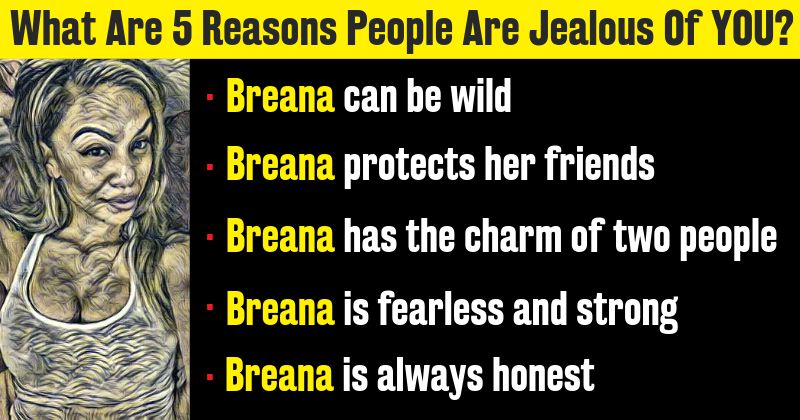 What Are 5 Reasons People Are Jealous Of YOU?
· Breana can be wild
· Breana protects her friends
· Breana has the charm of two people
· Breana is fearless and strong
· Breana is always honest